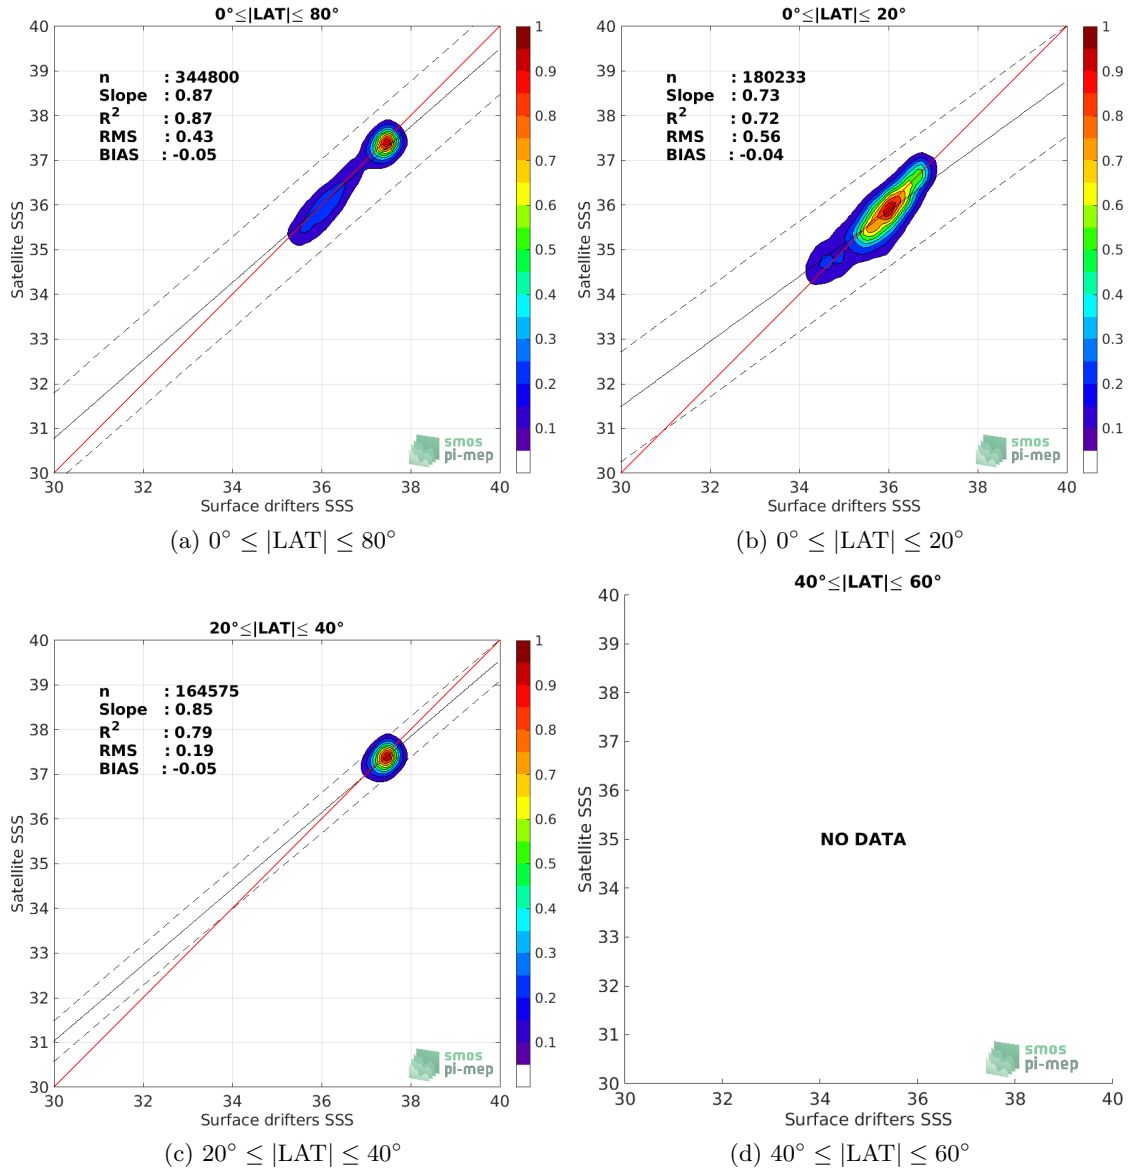 0°≤|LAT|≤ 80°
40
39
38
37
36
35
34
33
32
31
30
Satellite SSS
n : 344800
Slope : 0.87
R² : 0.87
RMS : 0.43
BIAS : -0.05
smos
pi-mep
30 32 34 36 38 40
Surface drifters SSS
1
0.9
0.8
0.7
0.6
0.5
0.4
0.3
0.2
0.1
(a) 0° ≤ |LAT| ≤ 80°
0°≤|LAT|≤ 20°
40
39
38
37
36
35
34
33
32
31
30
Satellite SSS
n : 180233
Slope : 0.73
R² : 0.72
RMS : 0.56
BIAS : -0.04
smos
pi-mep
30 32 34 36 38 40
Surface drifters SSS
1
0.9
0.8
0.7
0.6
0.5
0.4
0.3
0.2
0.1
(b) 0° ≤ |LAT| ≤ 20°
20°≤|LAT|≤ 40°
40
39
38
37
36
35
34
33
32
31
30
Satellite SSS
n : 164575
Slope : 0.85
R² : 0.79
RMS : 0.19
BIAS : -0.05
smos
pi-mep
30 32 34 36 38 40
Surface drifters SSS
1
0.9
0.8
0.7
0.6
0.5
0.4
0.3
0.2
0.1
(c) 20° ≤ |LAT| ≤ 40°
40°≤|LAT|≤ 60°
40
39
38
37
36
35
34
33
32
31
30
Satellite SSS
NO DATA
smos
pi-mep
30 32 34 36 38 40
Surface drifters SSS
(d) 40° ≤ |LAT| ≤ 60°